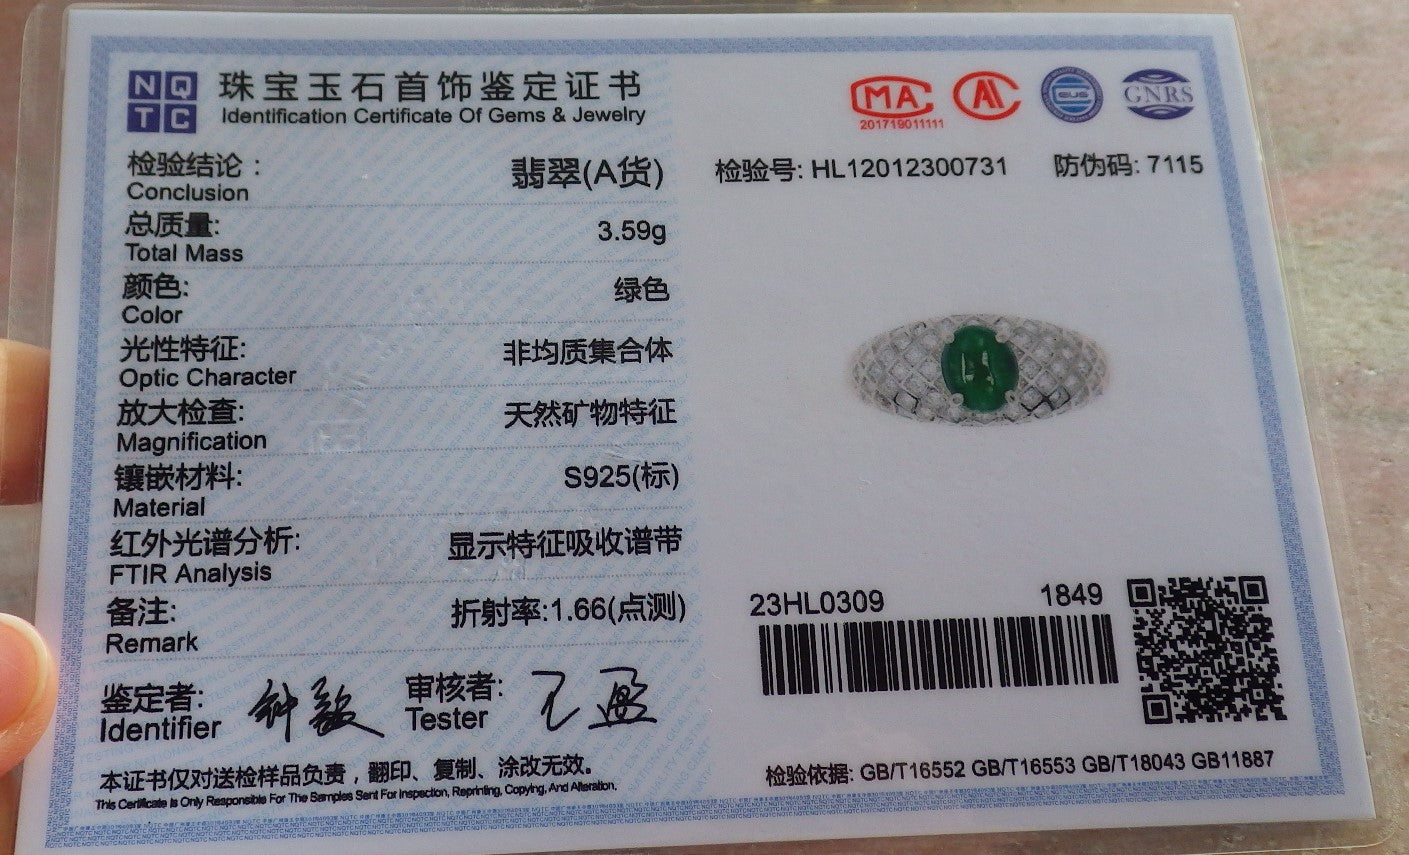 NQTC
珠宝玉石首饰鉴定证书
Identification Certificate Of Gems & Jewelry
MA
201719011111
GNRS
检验结论: 翡翠(A货)
Conclusion
检验号: HL12012300731 防伪码: 7115
总质量: 3.59g
Total Mass
颜色: 绿色
Color
光性特征: 非均质集合体
Optic Character
放大检查: 天然矿物特征
Magnification
镶嵌材料: S925(标)
Material
红外光谱分析: 显示特征吸收谱带
FTIR Analysis
备注: 折射率:1.66(点测)
Remark
23HL0309 1849
鉴定者: 审核者:
Identifier Tester
本证书仅对送检样品负责，翻印、复制、涂改无效。
This Certificate is Only Responsible For The Samples Sent For Inspection, Reprinting, Copying, And Alteration.
检验依据: GB/T16552 GB/T16553 GB/T18043 GB11887